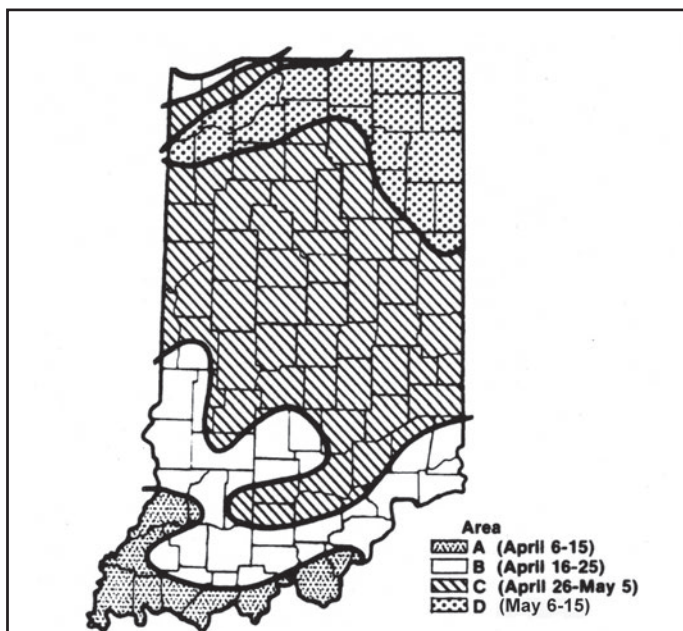 Area
A (April 6-15)
B (April 16-25)
C (April 26-May 5)
D (May 6-15)